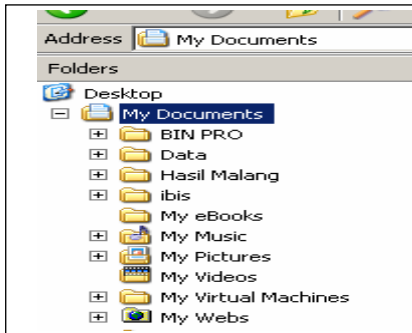 Address My Documents
Folders
Desktop
My Documents
BIN PRO
Data
Hasil Malang
ibis
My eBooks
My Music
My Pictures
My Videos
My Virtual Machines
My Webs